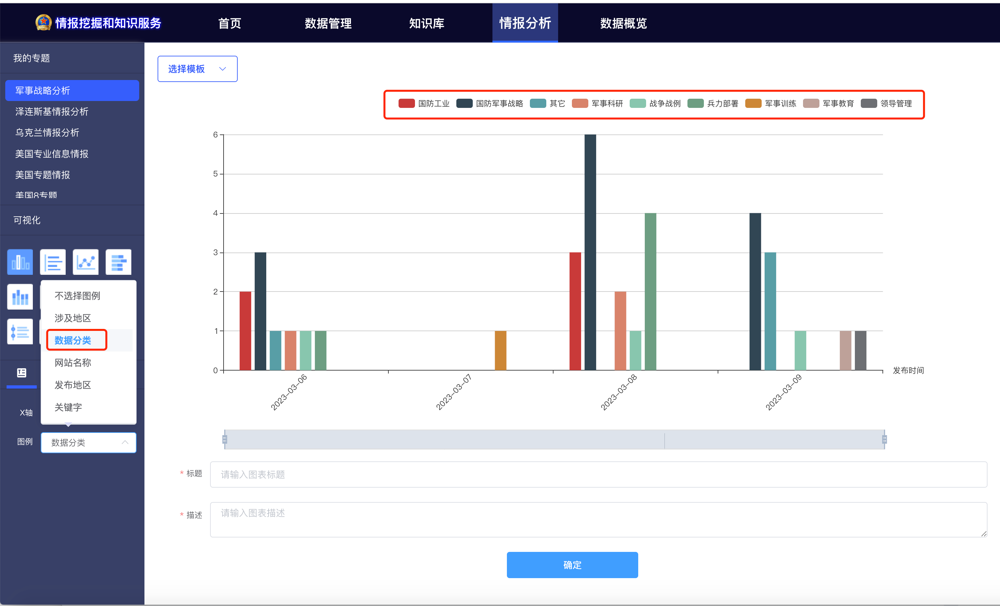 情报挖掘和知识服务 首页 数据管理 知识库 情报分析 数据概览
我的专题
军事战略分析
泽连斯基情报分析
乌克兰情报分析
美国专业信息情报
美国专题情报
美国8专题
可视化
不选择图例
涉及地区
数据分类
网站名称
发布地区
关键字
X轴
图例 数据分类
选择模板
国防工业 国防军事战略 其它 军事科研 战争战例 兵力部署 军事训练 军事教育 领导管理
6
5
4
3
2
1
0
2023-03-06 2023-03-07 2023-03-08 2023-03-09
发布时间
* 标题 请输入图表标题
* 描述 请输入图表描述
确定